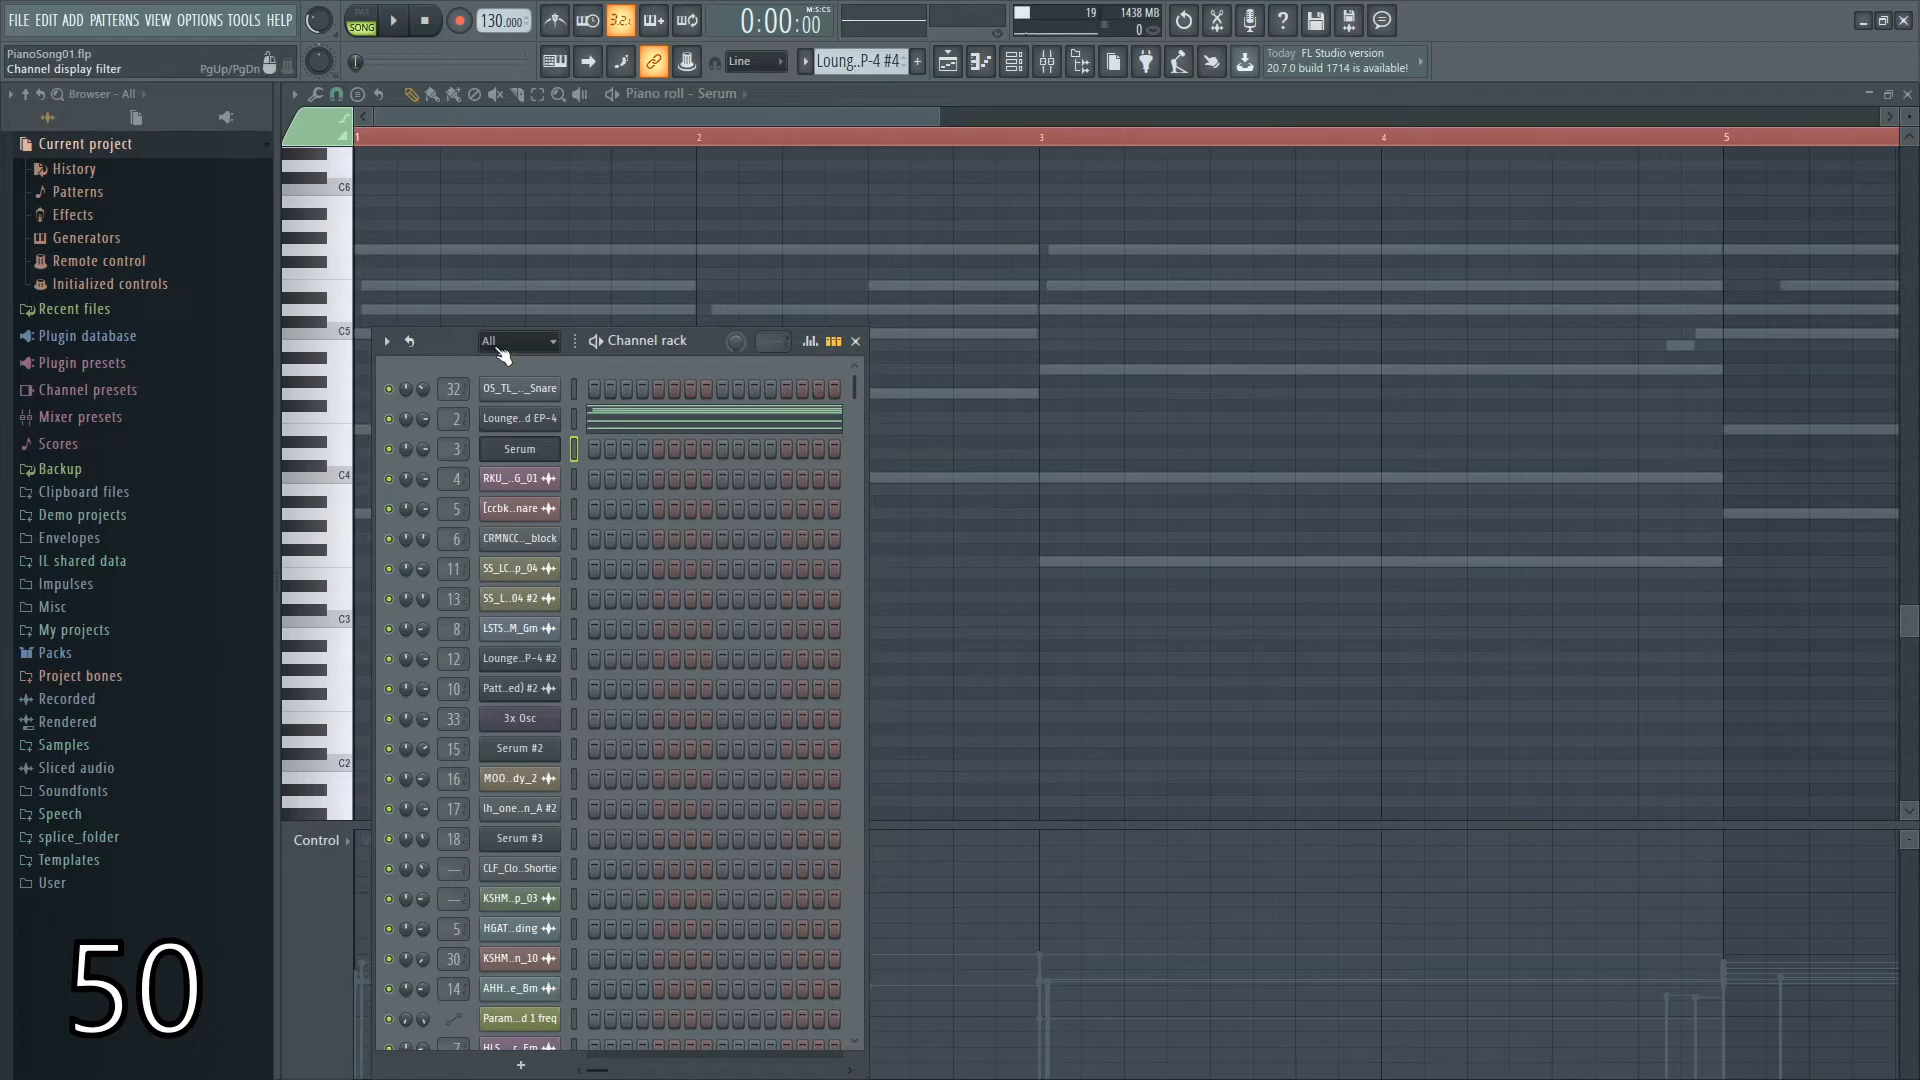 FILE EDIT ADD PATTERNS VIEW OPTIONS TOOLS HELP
PAT
SONG
130.000
3.2.
0:00:00
M:S:CS
19
1438 MB
0
PianoSong01.flp
Channel display filter
PgUp/PgDn
Line
Loung..P-4 #4
+
Today FL Studio version
20.7.0 build 1714 is available!
Browser - All
Piano roll - Serum
Current project
History
Patterns
Effects
Generators
Remote control
Initialized controls
Recent files
Plugin database
Plugin presets
Channel presets
Mixer presets
Scores
Backup
Clipboard files
Demo projects
Envelopes
IL shared data
Impulses
Misc
My projects
Packs
Project bones
Recorded
Rendered
Samples
Sliced audio
Soundfonts
Speech
splice_folder
Templates
User
50
1 2 3 4 5
C6
C5
C4
C3
C2
Control
All
Channel rack
32 OS_TL_.._Snare
2 Lounge..d EP-4
3 Serum
4 RKU_..G_01
5 [ccbk..nare
6 CRMNCC.._block
11 SS_LC..p_04
13 SS_L..04 #2
8 LSTS..M_Gm
12 Lounge..P-4 #2
10 Patt..ed) #2
33 3x Osc
15 Serum #2
16 MOO..dy_2
17 lh_one..n_A #2
18 Serum #3
--- CLF_Clo..Shortie
--- KSHM..p_03
5 HGAT..ding
30 KSHM..n_10
14 AHH..e_Bm
Param...d 1 freq
7
+